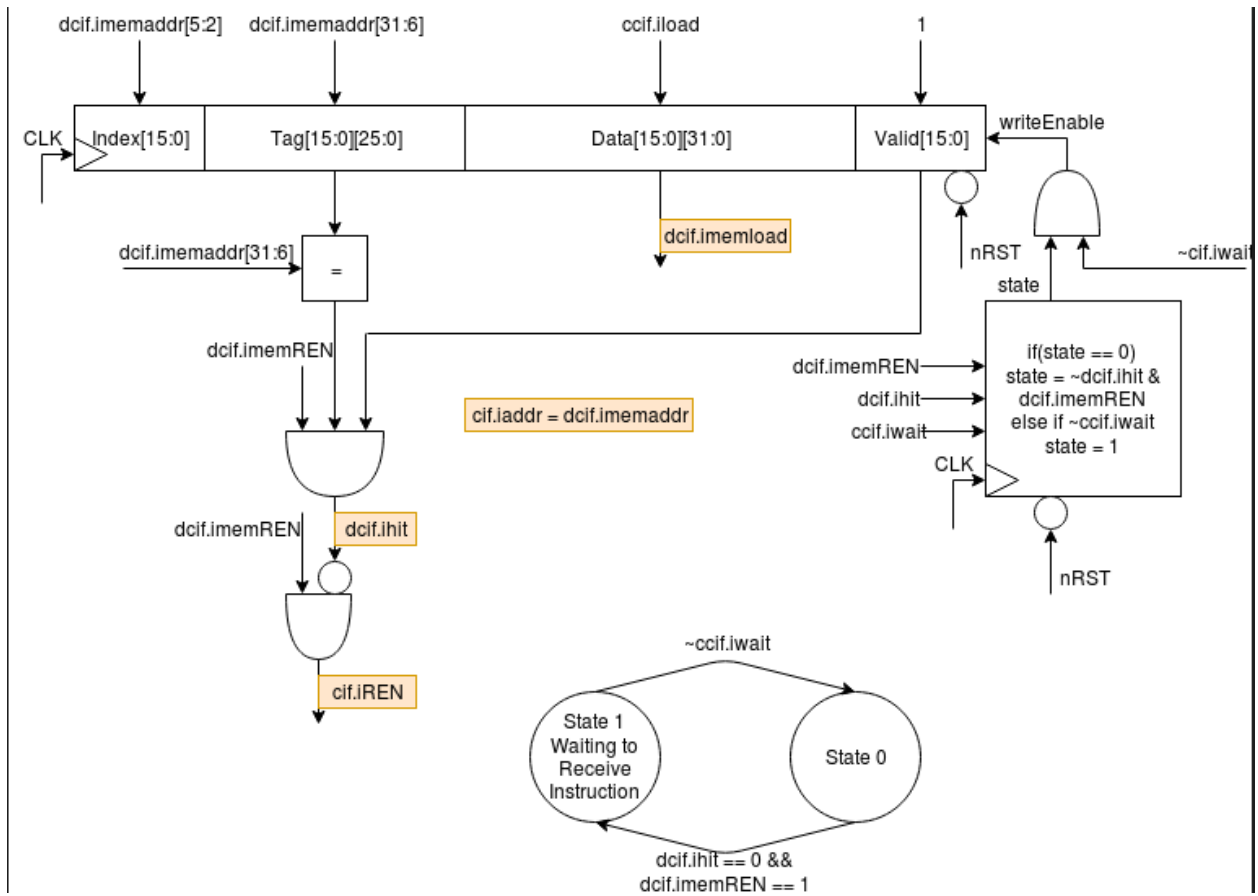 dcif.imemaddr[5:2]
dcif.imemaddr[31:6]
ccif.iload
1
CLK
Index[15:0]
Tag[15:0][25:0]
Data[15:0][31:0]
Valid[15:0]
writeEnable
dcif.imemload
dcif.imemaddr[31:6]
=
nRST
~cif.iwait
state
dcif.imemREN
dcif.imemREN
dcif.ihit
ccif.iwait
CLK
if(state == 0)
state = ~dcif.ihit &
dcif.imemREN
else if ~ccif.iwait
state = 1
cif.iaddr = dcif.imemaddr
dcif.imemREN
dcif.ihit
nRST
cif.iREN
~ccif.iwait
State 1
Waiting to
Receive
Instruction
State 0
dcif.ihit == 0 &&
dcif.imemREN == 1